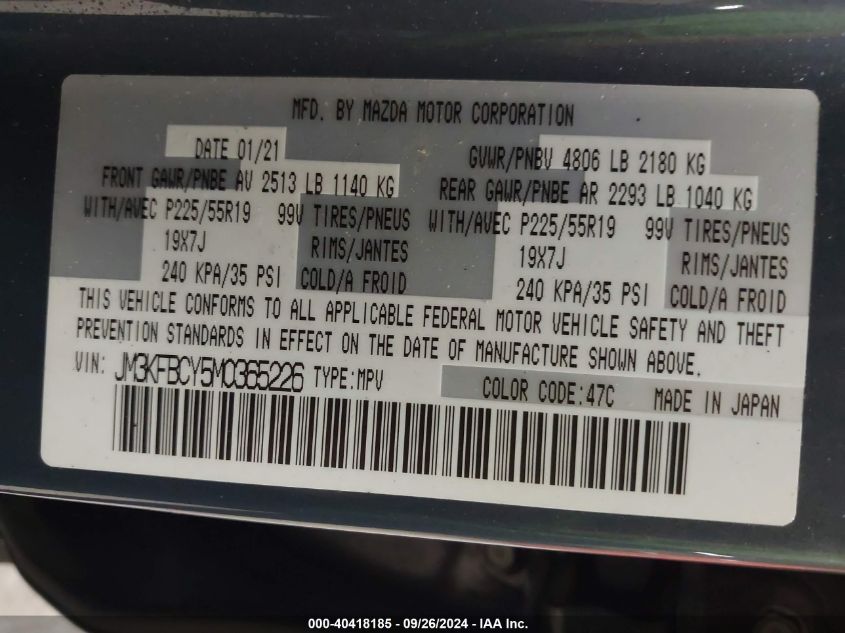 MFD. BY MAZDA MOTOR CORPORATION
DATE 01/21 GVWR/PNBV 4806 LB 2180 KG
FRONT GAWR/PNBE AV 2513 LB 1140 KG REAR GAWR/PNBE AR 2293 LB 1040 KG
WITH/AVEC P225/55R19 99V TIRES/PNEUS WITH/AVEC P225/55R19 99V TIRES/PNEUS
19X7J RIMS/JANTES 19X7J RIMS/JANTES
240 KPA/35 PSI COLD/A FROID 240 KPA/35 PSI COLD/A FROID
THIS VEHICLE CONFORMS TO ALL APPLICABLE FEDERAL MOTOR VEHICLE SAFETY AND THEFT
PREVENTION STANDARDS IN EFFECT ON THE DATE OF MANUFACTURE SHOWN ABOVE.
VIN: JM3KFBCY5M0365226 TYPE:MPV COLOR CODE:47C MADE IN JAPAN
000-40418185 - 09/26/2024 - IAA Inc.